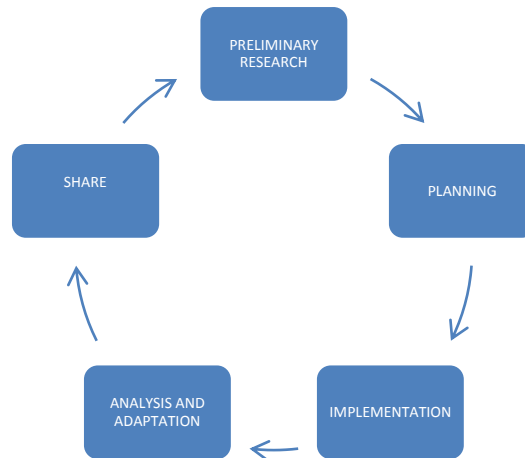 PRELIMINARY
RESEARCH
PLANNING
IMPLEMENTATION
ANALYSIS AND
ADAPTATION
SHARE